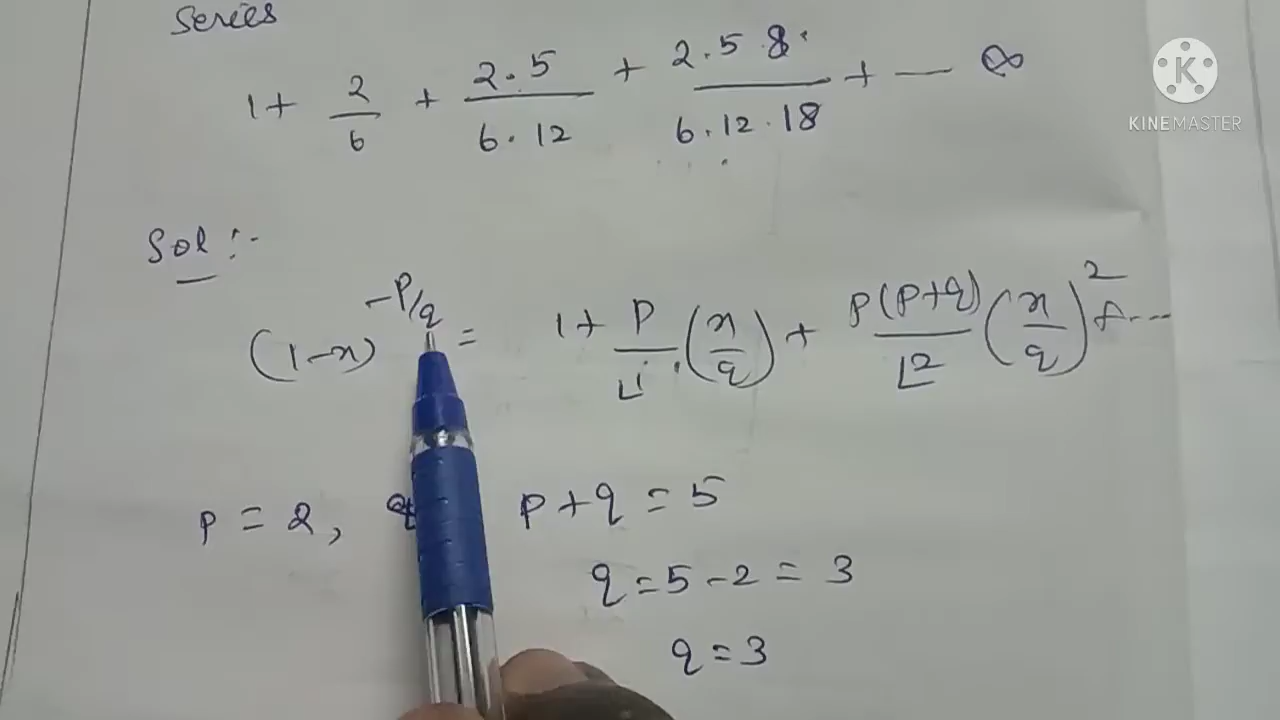 Series
1 + 2/6 + 2.5/6.12 + 2.5 8./6.12.18 + — ∞
KINEMASTER
Sol :-
(1-x)^-P/q = 1 + P/∟1 (x/q) + P(P+q)/∟2 (x/q)^2 + ---
P = 2, q P+q = 5
q = 5-2 = 3
q = 3